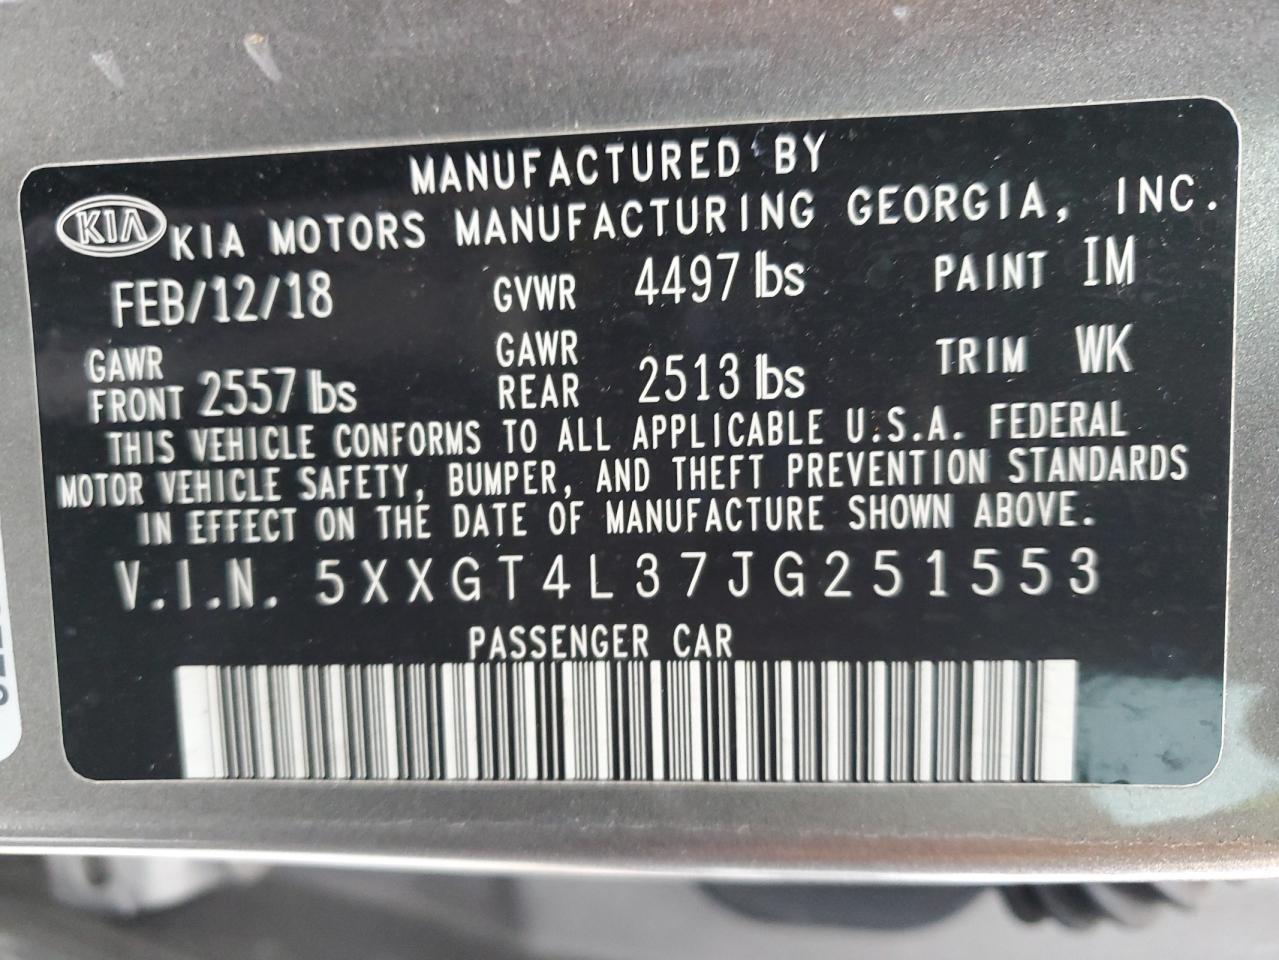 MANUFACTURED BY
KIA KIA MOTORS MANUFACTURING GEORGIA, INC.
FEB/12/18 GVWR 4497 lbs PAINT IM
GAWR FRONT 2557 lbs GAWR REAR 2513 lbs TRIM WK
THIS VEHICLE CONFORMS TO ALL APPLICABLE U.S.A. FEDERAL
MOTOR VEHICLE SAFETY, BUMPER, AND THEFT PREVENTION STANDARDS
IN EFFECT ON THE DATE OF MANUFACTURE SHOWN ABOVE.
V.I.N. 5XXGT4L37JG251553
PASSENGER CAR